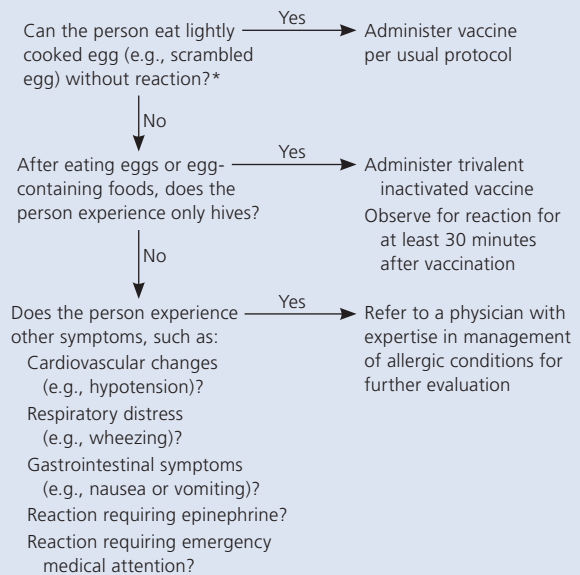 Can the person eat lightly
cooked egg (e.g., scrambled
egg) without reaction?*
Yes
Administer vaccine
per usual protocol
No
After eating eggs or egg-
containing foods, does the
person experience only hives?
Yes
Administer trivalent
inactivated vaccine
Observe for reaction for
at least 30 minutes
after vaccination
No
Does the person experience
other symptoms, such as:
Cardiovascular changes
(e.g., hypotension)?
Respiratory distress
(e.g., wheezing)?
Gastrointestinal symptoms
(e.g., nausea or vomiting)?
Reaction requiring epinephrine?
Reaction requiring emergency
medical attention?
Yes
Refer to a physician with
expertise in management
of allergic conditions for
further evaluation